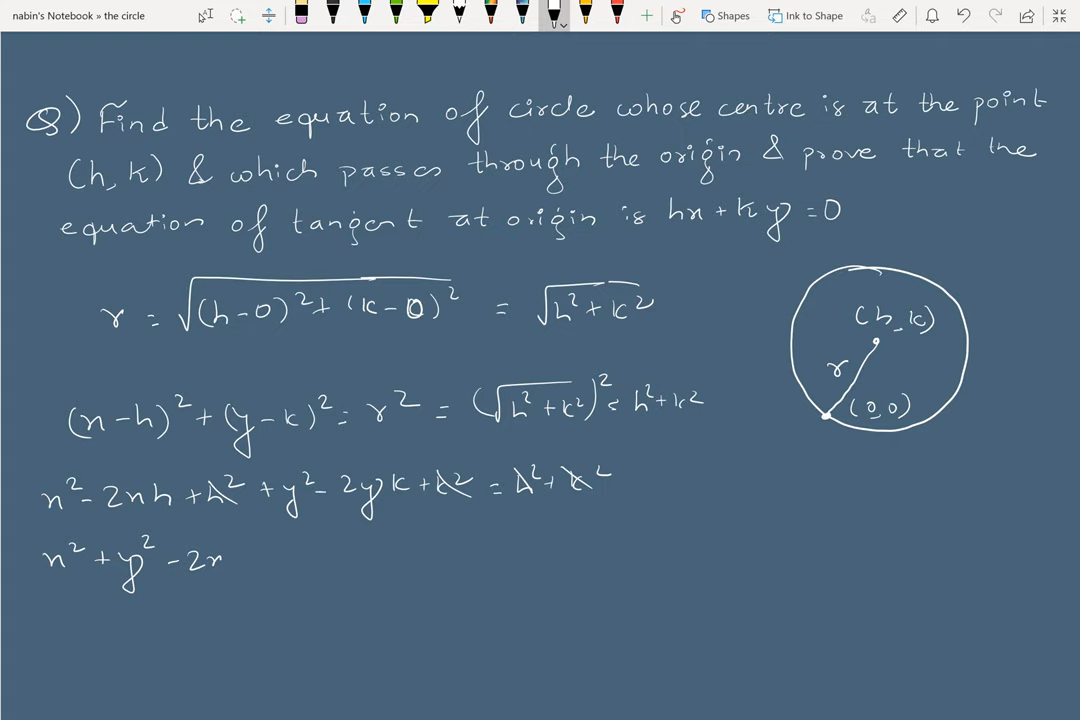 nabin's Notebook » the circle
Shapes
Ink to Shape
Q) Find the equation of circle whose centre is at the point
(h, k) & which passes through the origin & prove that the
equation of tangent at origin is hx + ky = 0
r = √((h-0)² + (k-0)²) = √(h² + k²)
(h, k)
r
(0,0)
(x-h)² + (y-k)² = r² = (√(h² + k²))² = h² + k²
x² - 2xh + h² + y² - 2yk + k² = h² + k²
x² + y² - 2x